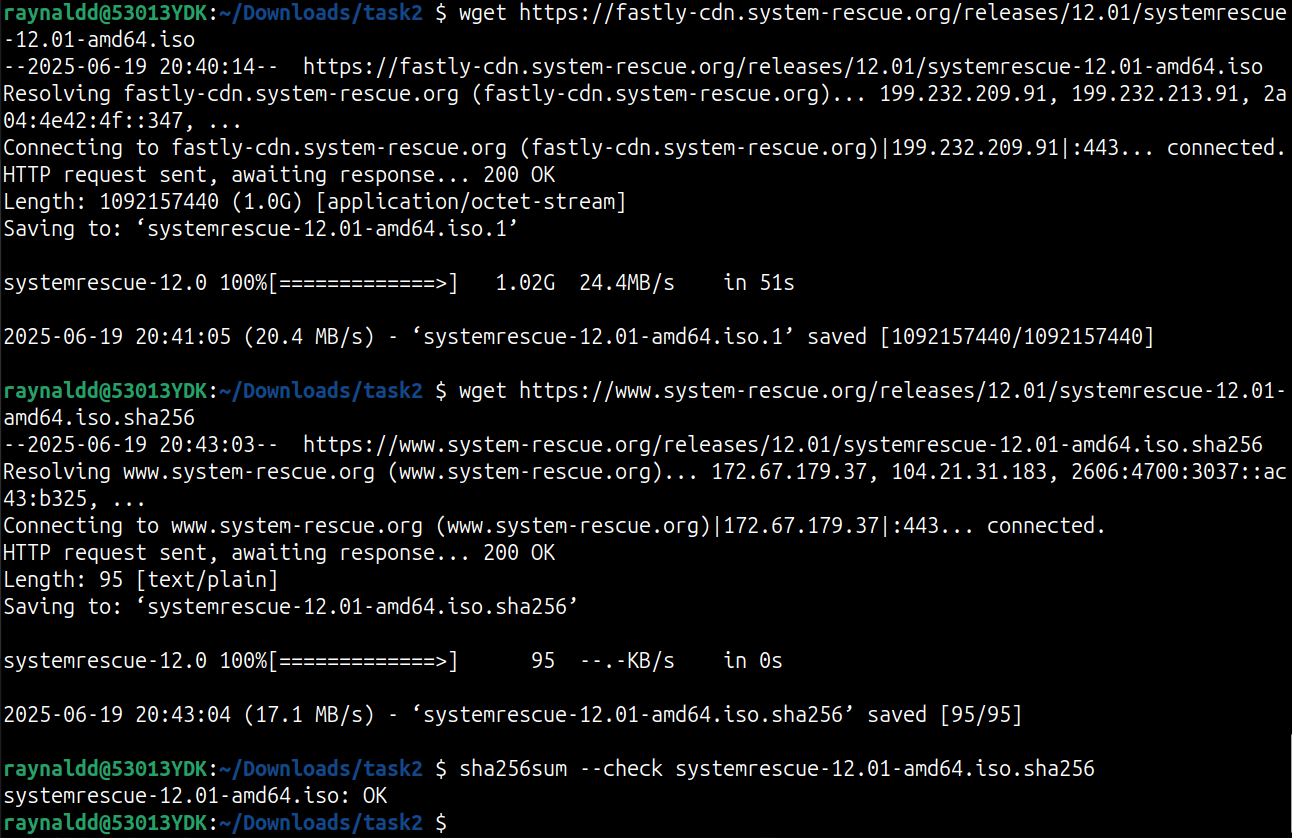 raynaldd@53013YDK:~/Downloads/task2 $ wget https://fastly-cdn.system-rescue.org/releases/12.01/systemrescue
-12.01-amd64.iso
--2025-06-19 20:40:14--  https://fastly-cdn.system-rescue.org/releases/12.01/systemrescue-12.01-amd64.iso
Resolving fastly-cdn.system-rescue.org (fastly-cdn.system-rescue.org)... 199.232.209.91, 199.232.213.91, 2a
04:4e42:4f::347, ...
Connecting to fastly-cdn.system-rescue.org (fastly-cdn.system-rescue.org)|199.232.209.91|:443... connected.
HTTP request sent, awaiting response... 200 OK
Length: 1092157440 (1.0G) [application/octet-stream]
Saving to: ‘systemrescue-12.01-amd64.iso.1’
systemrescue-12.0 100%[=============>]   1.02G  24.4MB/s    in 51s
2025-06-19 20:41:05 (20.4 MB/s) - ‘systemrescue-12.01-amd64.iso.1’ saved [1092157440/1092157440]
raynaldd@53013YDK:~/Downloads/task2 $ wget https://www.system-rescue.org/releases/12.01/systemrescue-12.01-
amd64.iso.sha256
--2025-06-19 20:43:03--  https://www.system-rescue.org/releases/12.01/systemrescue-12.01-amd64.iso.sha256
Resolving www.system-rescue.org (www.system-rescue.org)... 172.67.179.37, 104.21.31.183, 2606:4700:3037::ac
43:b325, ...
Connecting to www.system-rescue.org (www.system-rescue.org)|172.67.179.37|:443... connected.
HTTP request sent, awaiting response... 200 OK
Length: 95 [text/plain]
Saving to: ‘systemrescue-12.01-amd64.iso.sha256’
systemrescue-12.0 100%[=============>]      95  --.-KB/s    in 0s
2025-06-19 20:43:04 (17.1 MB/s) - ‘systemrescue-12.01-amd64.iso.sha256’ saved [95/95]
raynaldd@53013YDK:~/Downloads/task2 $ sha256sum --check systemrescue-12.01-amd64.iso.sha256
systemrescue-12.01-amd64.iso: OK
raynaldd@53013YDK:~/Downloads/task2 $